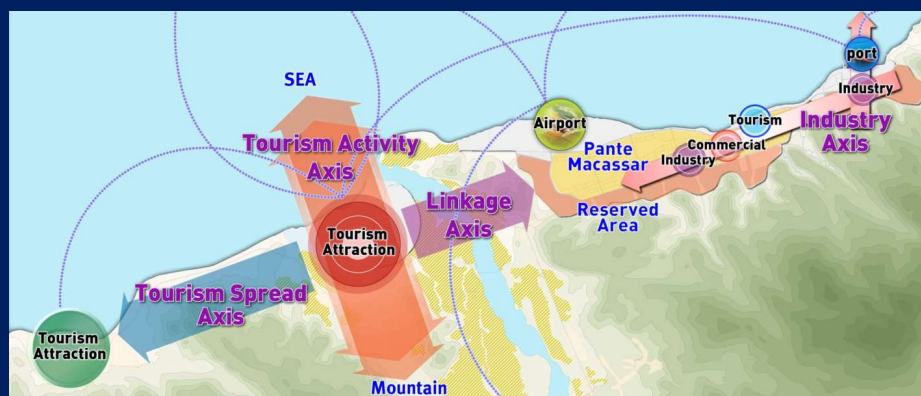 SEA
Tourism Activity
Axis
Airport
port
Industry
Tourism
Industry
Axis
Commercial
Industry
Pante
Macassar
Linkage
Axis
Reserved
Area
Tourism
Attraction
Tourism Spread
Axis
Tourism
Attraction
Mountain